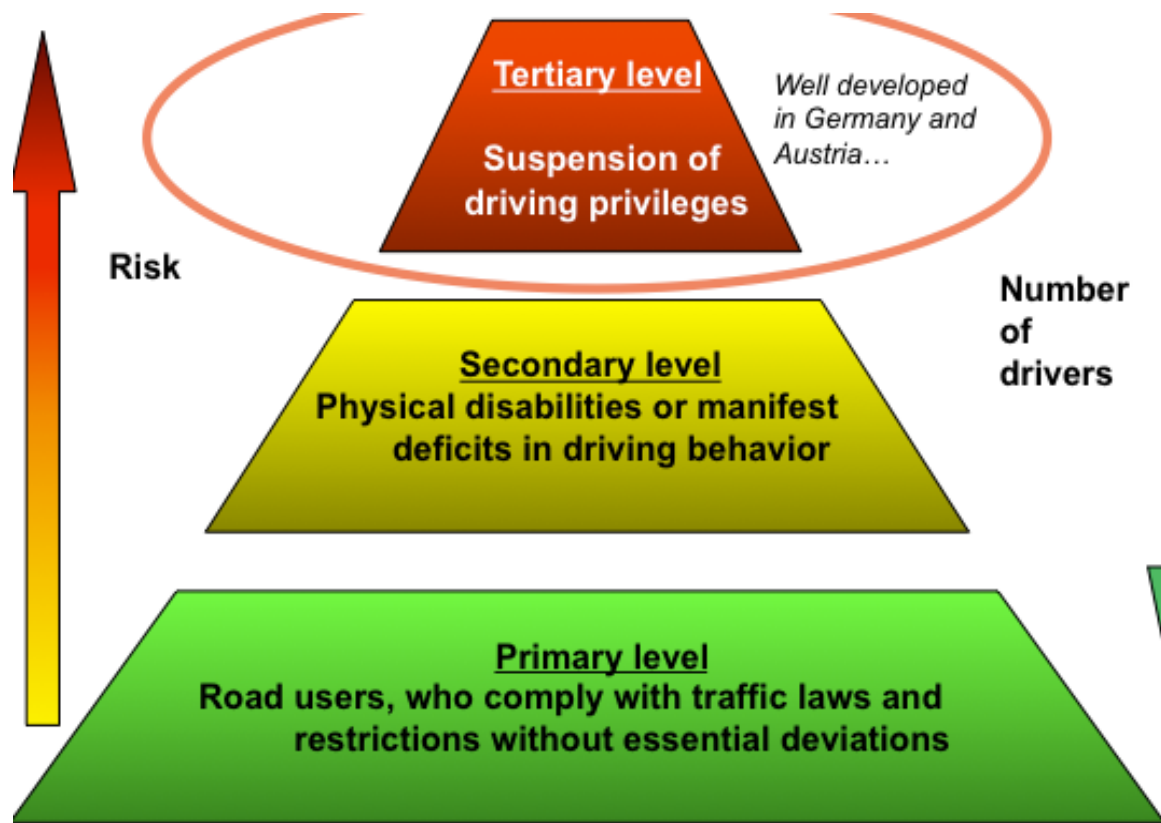 Tertiary level
Suspension of
driving privileges
Well developed
in Germany and
Austria…
Risk
Number
of
drivers
Secondary level
Physical disabilities or manifest
deficits in driving behavior
Primary level
Road users, who comply with traffic laws and
restrictions without essential deviations